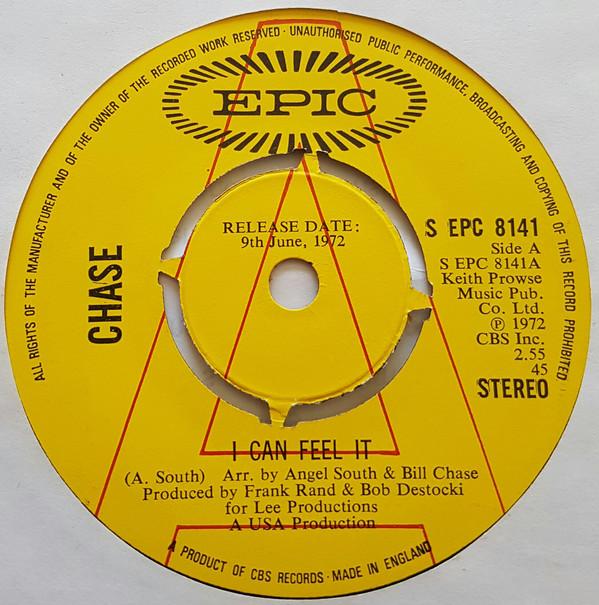 ALL RIGHTS OF THE MANUFACTURER AND OF THE OWNER OF THE RECORDED WORK RESERVED · UNAUTHORISED PUBLIC PERFORMANCE, BROADCASTING AND COPYING OF THIS RECORD PROHIBITED
EPIC
RELEASE DATE:
9th June, 1972
CHASE
S EPC 8141
Side A
S EPC 8141A
Keith Prowse
Music Pub.
Co. Ltd.
℗ 1972
CBS Inc.
2.55
45
STEREO
I CAN FEEL IT
(A. South) Arr. by Angel South & Bill Chase
Produced by Frank Rand & Bob Destocki
for Lee Productions
A USA Production
A PRODUCT OF CBS RECORDS · MADE IN ENGLAND